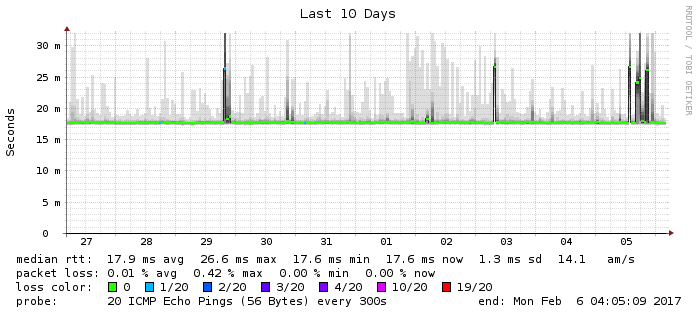 Last 10 Days
RRDTOOL / TOBI OETIKER
Seconds
30 m
25 m
20 m
15 m
10 m
5 m
0
27 28 29 30 31 01 02 03 04 05
median rtt: 17.9 ms avg 26.6 ms max 17.6 ms min 17.6 ms now 1.3 ms sd 14.1 am/s
packet loss: 0.01 % avg 0.42 % max 0.00 % min 0.00 % now
loss color: 0 1/20 2/20 3/20 4/20 10/20 19/20
probe: 20 ICMP Echo Pings (56 Bytes) every 300s end: Mon Feb 6 04:05:09 2017